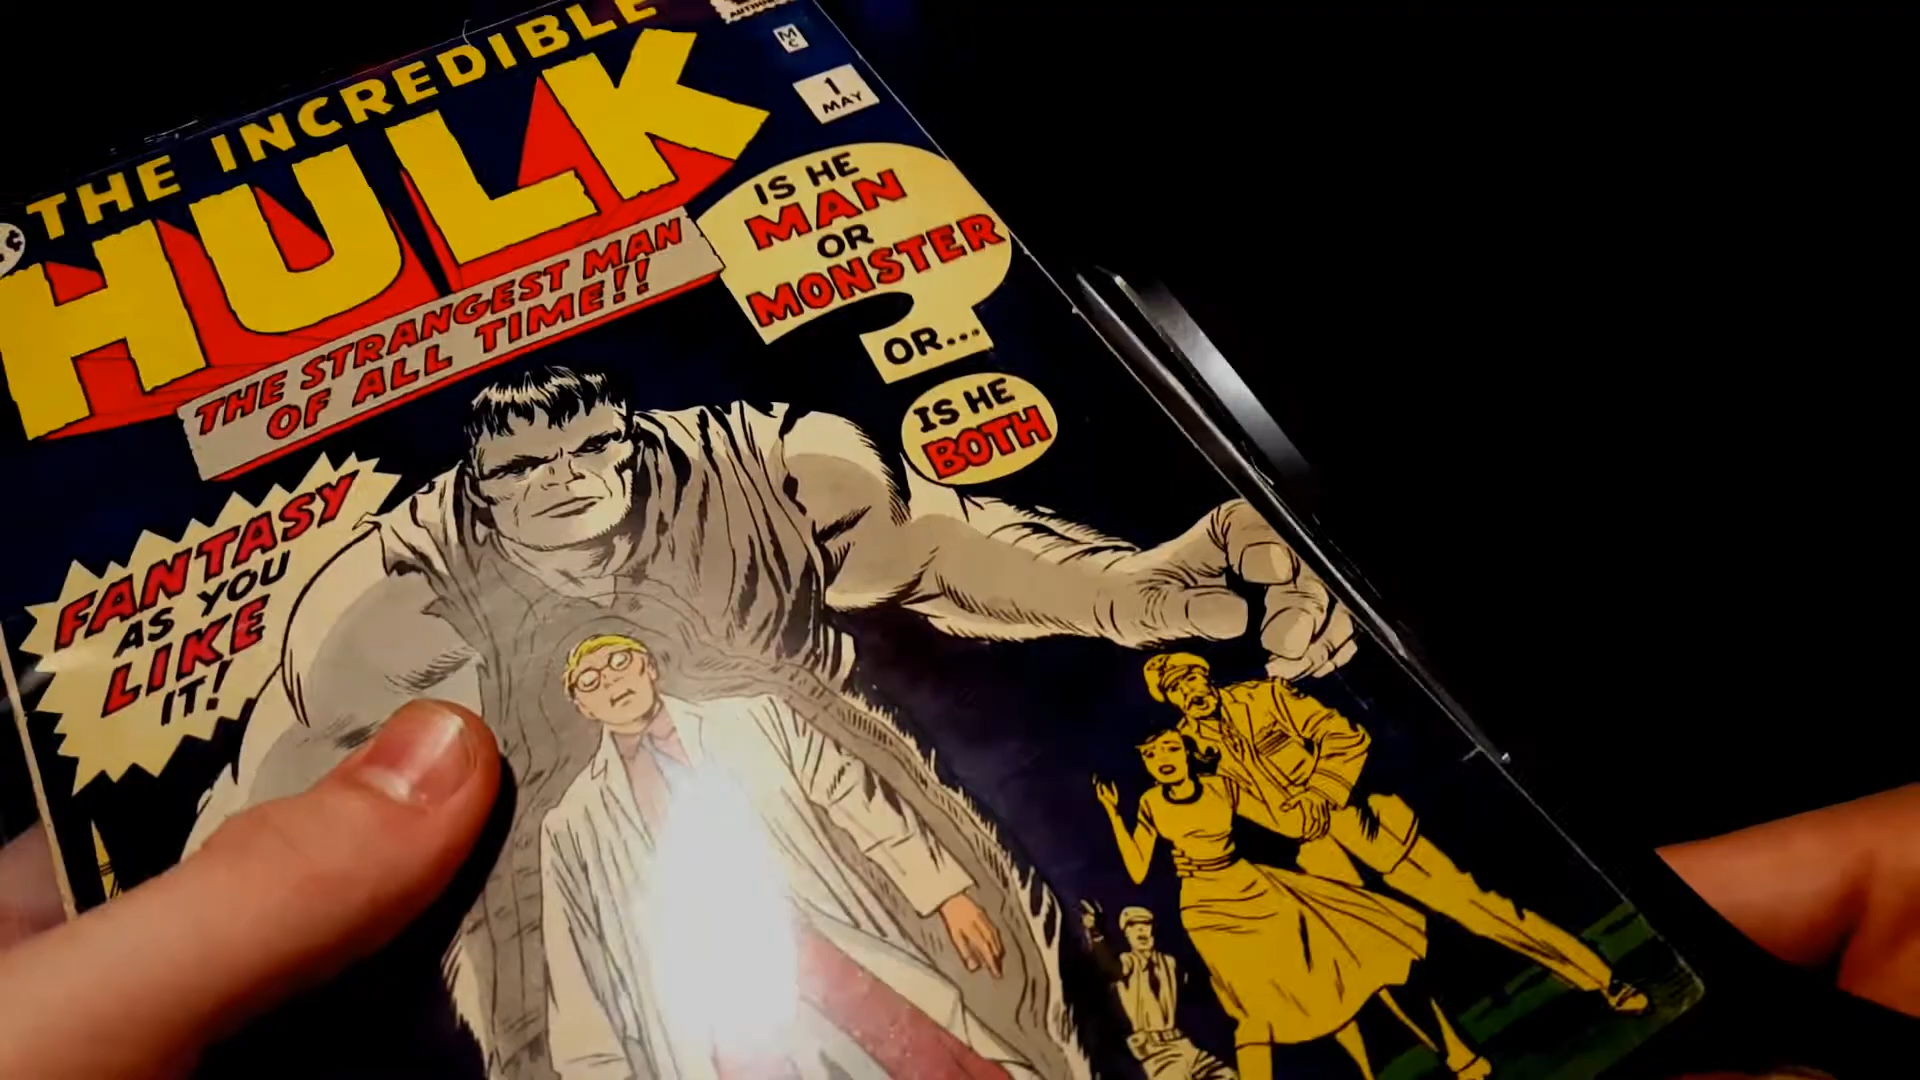 THE INCREDIBLE
HULK
THE STRANGEST MAN
OF ALL TIME!!
M
C
1
MAY
IS HE
MAN
OR
MONSTER
OR...
IS HE
BOTH
FANTASY
AS YOU
LIKE
IT!